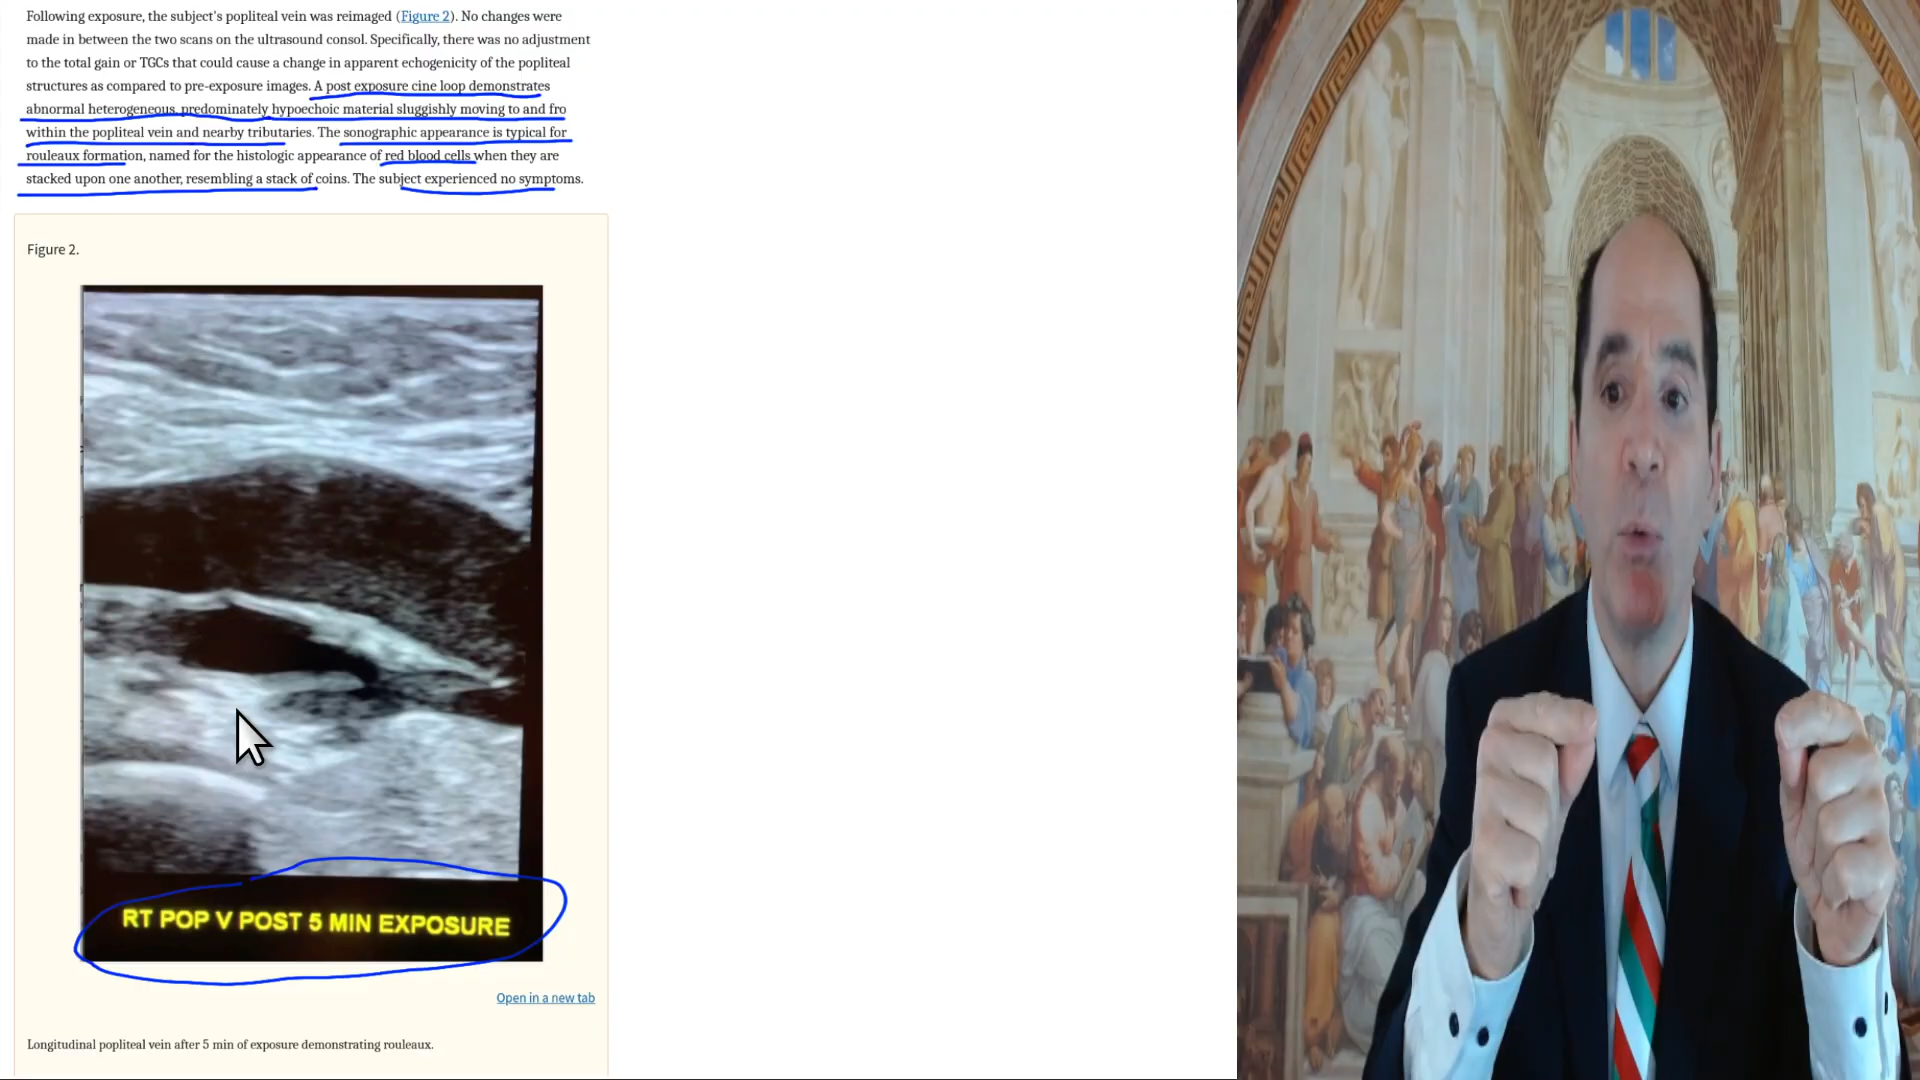 Following exposure, the subject's popliteal vein was reimaged (Figure 2). No changes were
made in between the two scans on the ultrasound consol. Specifically, there was no adjustment
to the total gain or TGCs that could cause a change in apparent echogenicity of the popliteal
structures as compared to pre-exposure images. A post exposure cine loop demonstrates
abnormal heterogeneous, predominately hypoechoic material sluggishly moving to and fro
within the popliteal vein and nearby tributaries. The sonographic appearance is typical for
rouleaux formation, named for the histologic appearance of red blood cells when they are
stacked upon one another, resembling a stack of coins. The subject experienced no symptoms.
Figure 2.
RT POP V POST 5 MIN EXPOSURE
Open in a new tab
Longitudinal popliteal vein after 5 min of exposure demonstrating rouleaux.